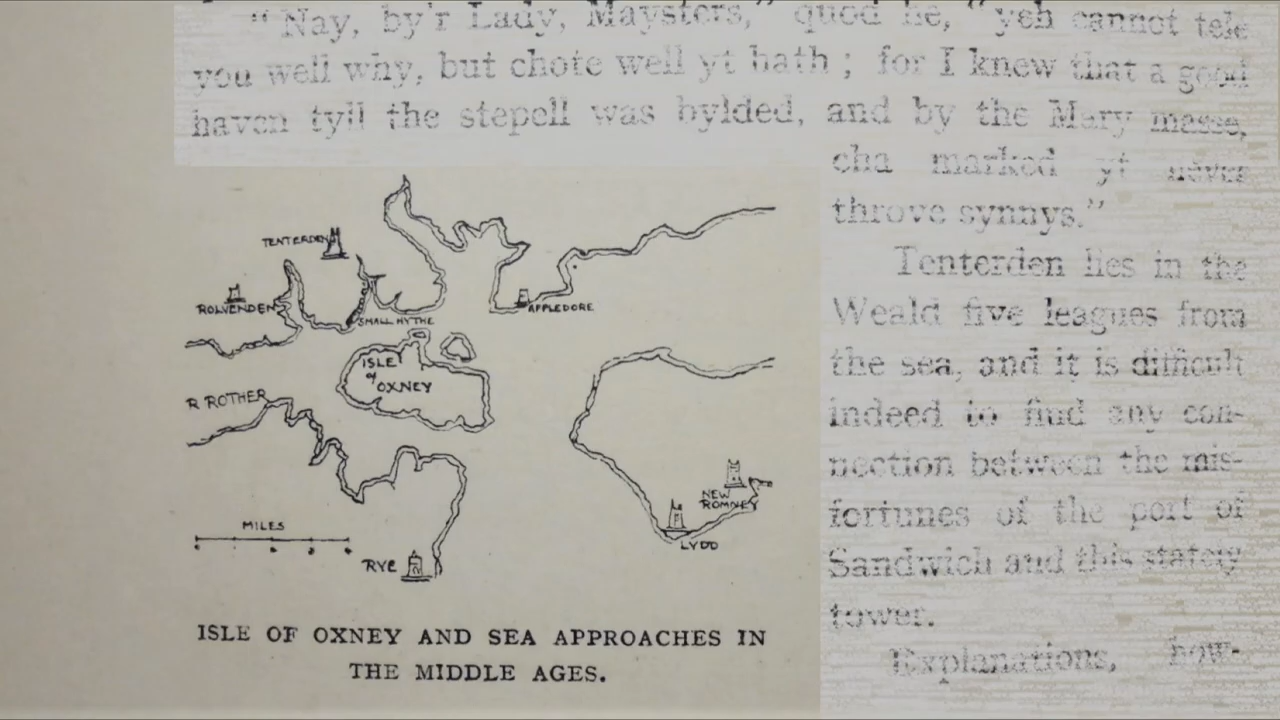 "Nay, by'r Lady, Maysters," quod he, "yeh cannot tele
you well why, but chote well yt hath ; for I knew that a good
haven tyll the stepell was bylded, and by the Mary masse,
cha marked yt never
throve synnys."
Tenterden lies in the
Weald five leagues from
the sea, and it is difficult
indeed to find any con-
nection between the mis-
fortunes of the port of
Sandwich and this stately
tower.
Explanations, how-
TENTERDEN
ROLVENDEN
SMALL HYTHE
APPLEDORE
ISLE
of
OXNEY
R ROTHER
NEW
ROMNEY
LYDD
MILES
RYE
ISLE OF OXNEY AND SEA APPROACHES IN
THE MIDDLE AGES.